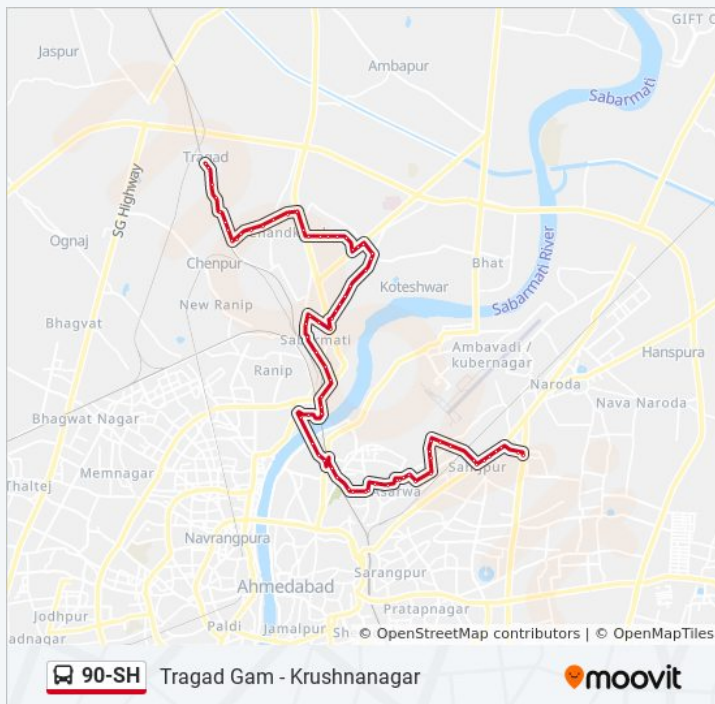 GIFT C
Jaspur
Ambapur
Sabarmati
Tragad
SG Highway
Ognaj
Chenpur
Koteshwar
Bhat
Sabarmati River
New Ranip
Bhagvat
Sabarmati
Ambavadi /
kubernagar
Hanspura
Ranip
Naroda
Nava Naroda
Bhagwat Nagar
Memnagar
Thaltej
Saijpur
Asarwa
Navrangpura
Sarangpur
Ahmedabad
Pratapnagar
Jodhpur
Paldi
Jamalpur
Sh
adnagar
© OpenStreetMap contributors | © OpenMapTiles
90-SH Tragad Gam - Krushnanagar
moovit